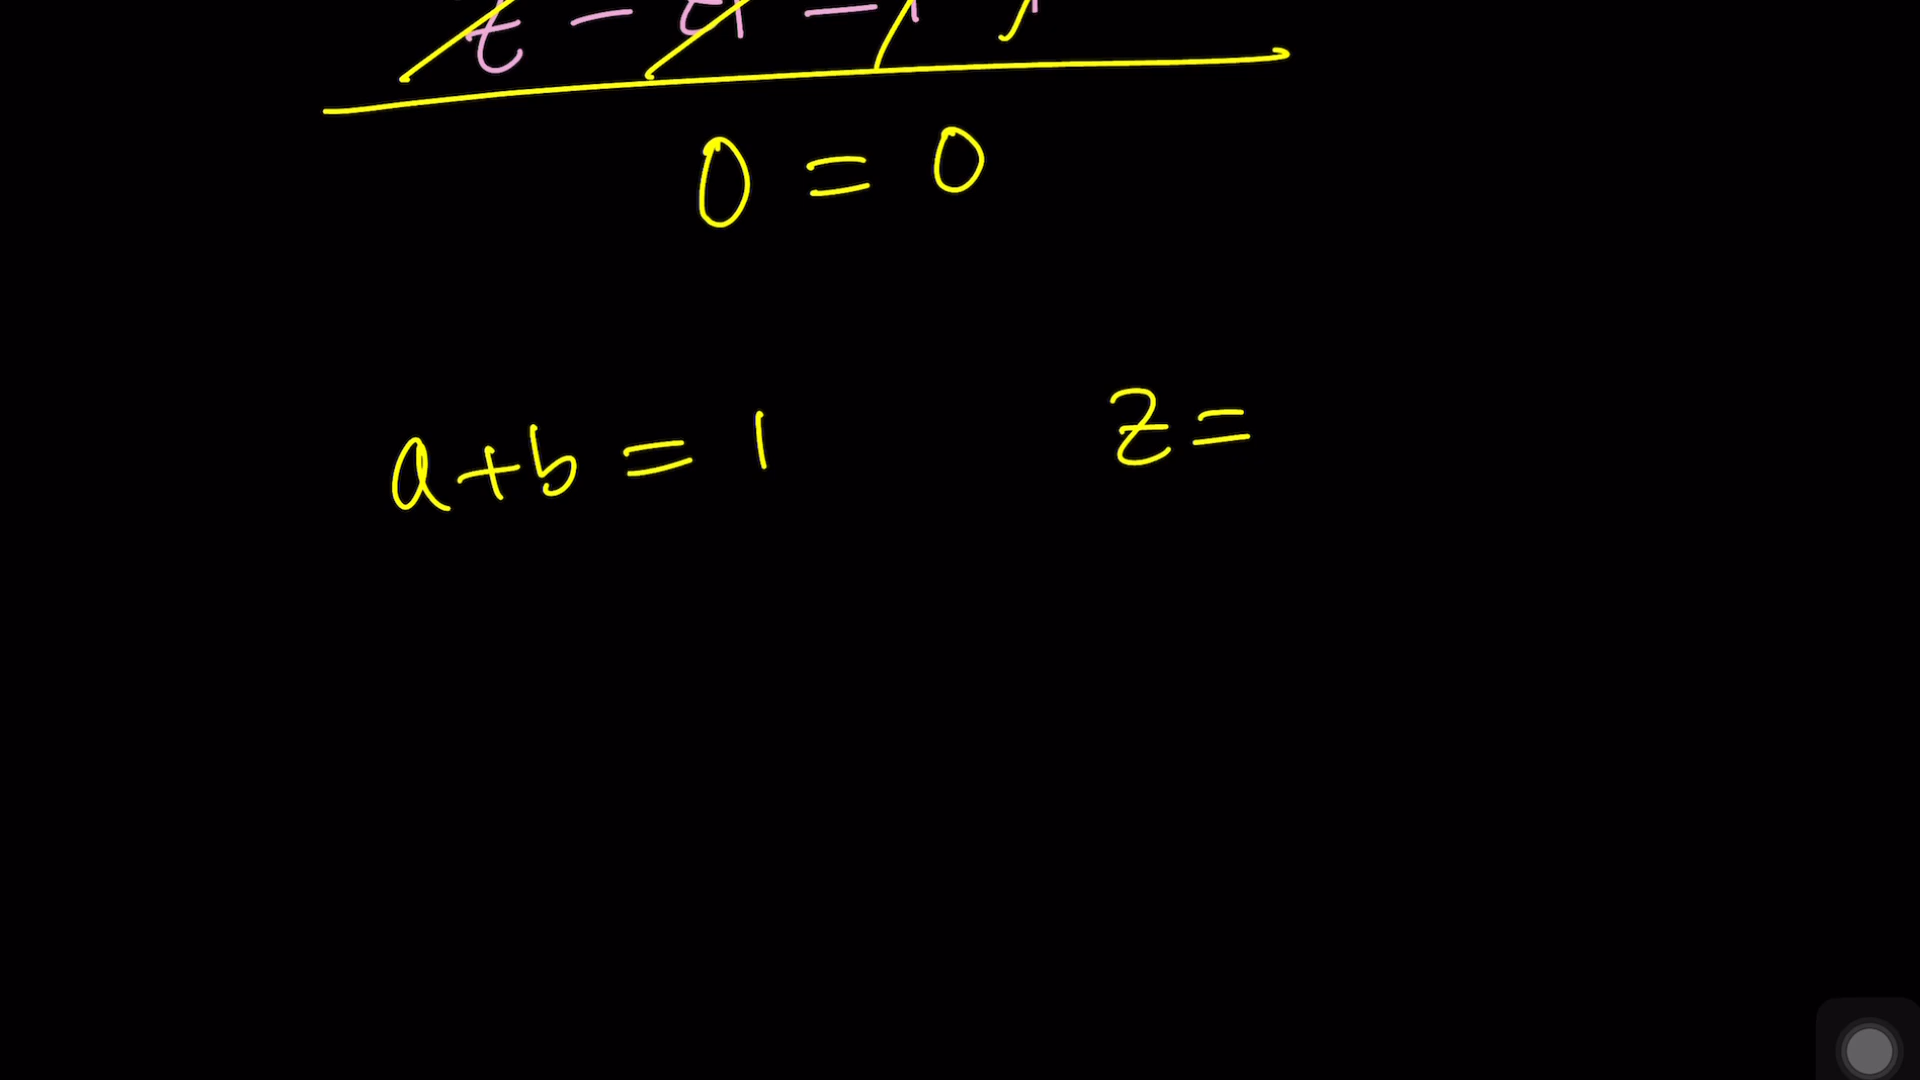 0 = 0
a+b = 1 z =